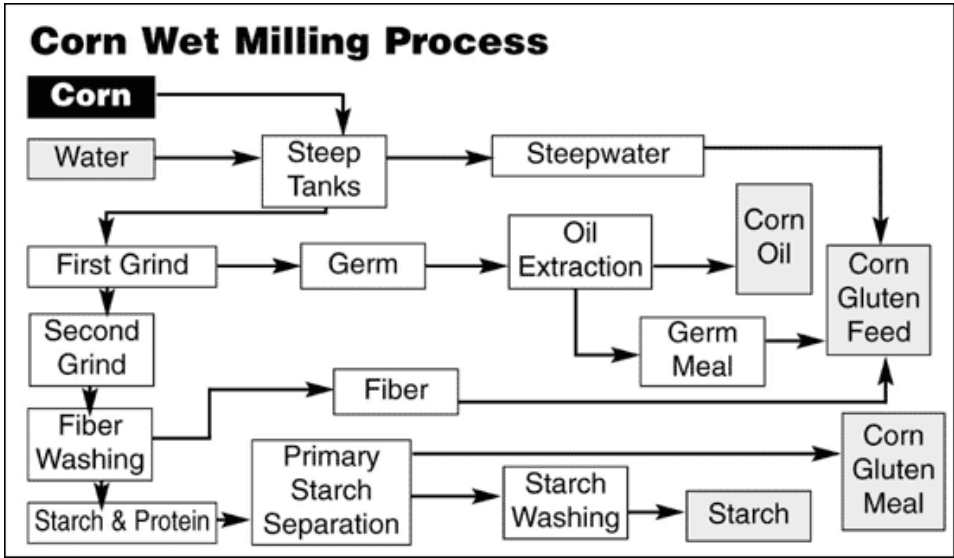 Corn Wet Milling Process
Corn
Water
Steep
Tanks
Steepwater
Corn
Oil
First Grind
Germ
Oil
Extraction
Corn
Gluten
Feed
Second
Grind
Germ
Meal
Fiber
Fiber
Washing
Primary
Starch
Separation
Corn
Gluten
Meal
Starch
Washing
Starch & Protein
Starch